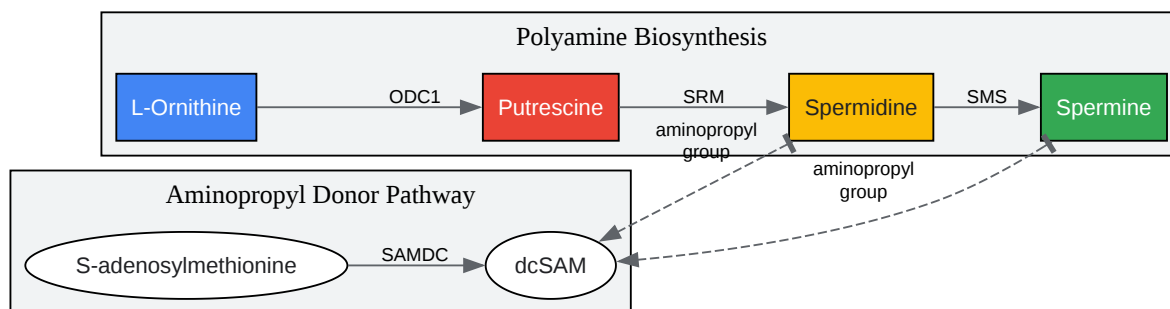 Polyamine Biosynthesis
L-Ornithine
ODC1
Putrescine
SRM
Spermidine
SMS
Spermine
aminopropyl
group
aminopropyl
group
Aminopropyl Donor Pathway
S-adenosylmethionine
SAMDC
dcSAM